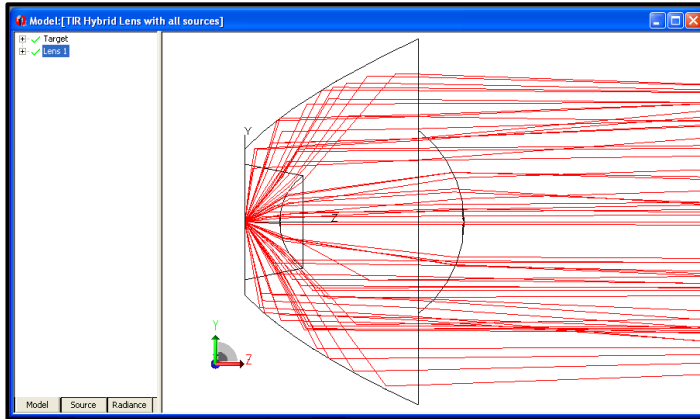 Model:[TIR Hybrid Lens with all sources]
Target
Lens 1
Y
Z
Y
Z
Model Source Radiance